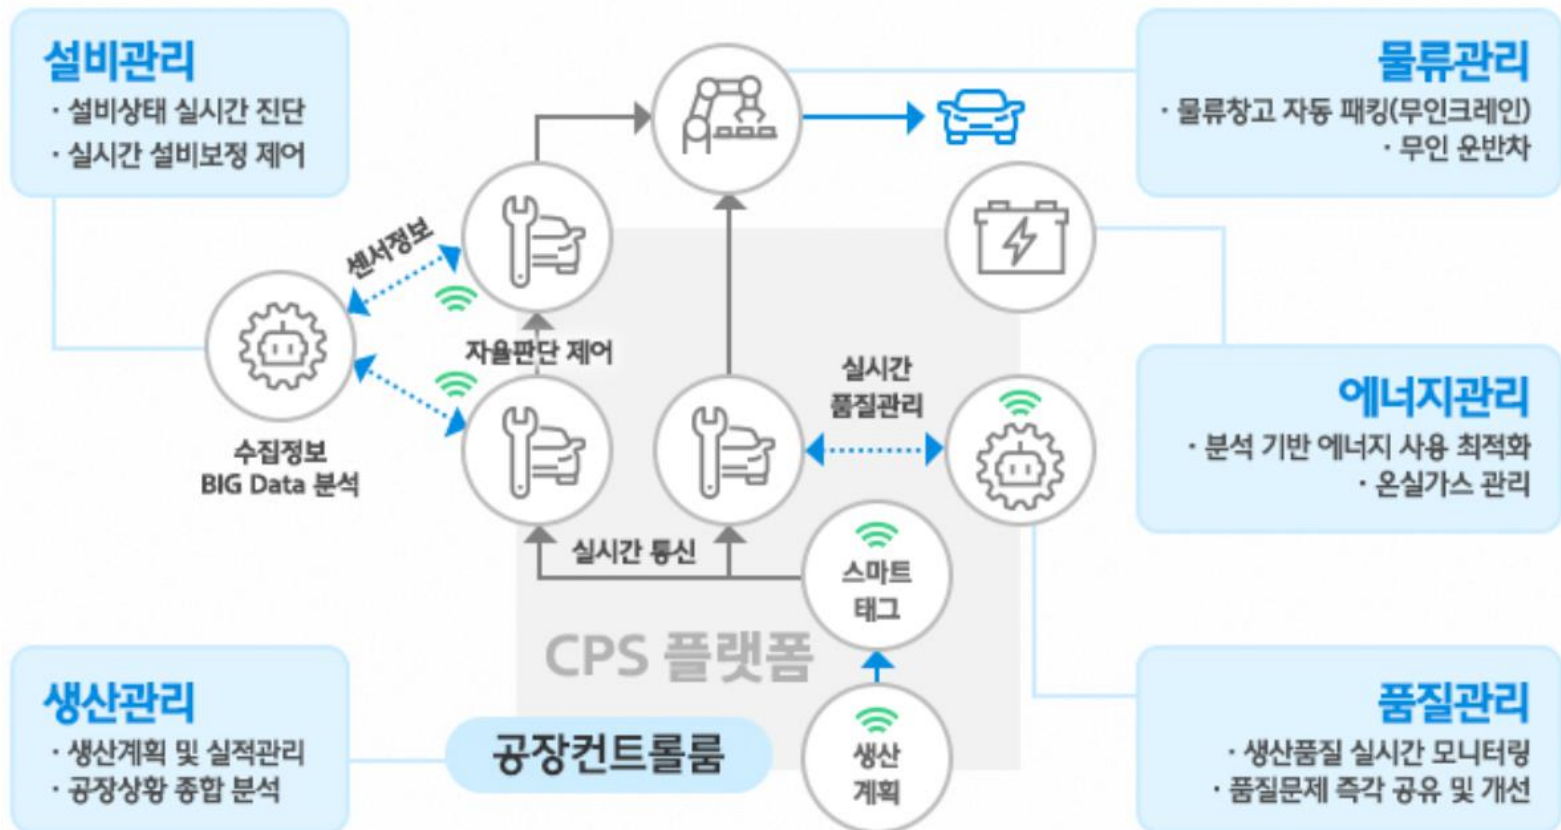 설비관리
· 설비상태 실시간 진단
· 실시간 설비보정 제어
물류관리
· 물류창고 자동 패킹(무인크레인)
· 무인 운반차
센서정보
자율판단 제어
수집정보
BIG Data 분석
실시간
품질관리
에너지관리
· 분석 기반 에너지 사용 최적화
· 온실가스 관리
실시간 통신
스마트
태그
CPS 플랫폼
생산관리
· 생산계획 및 실적관리
· 공장상황 종합 분석
공장컨트롤룸
생산
계획
품질관리
· 생산품질 실시간 모니터링
· 품질문제 즉각 공유 및 개선